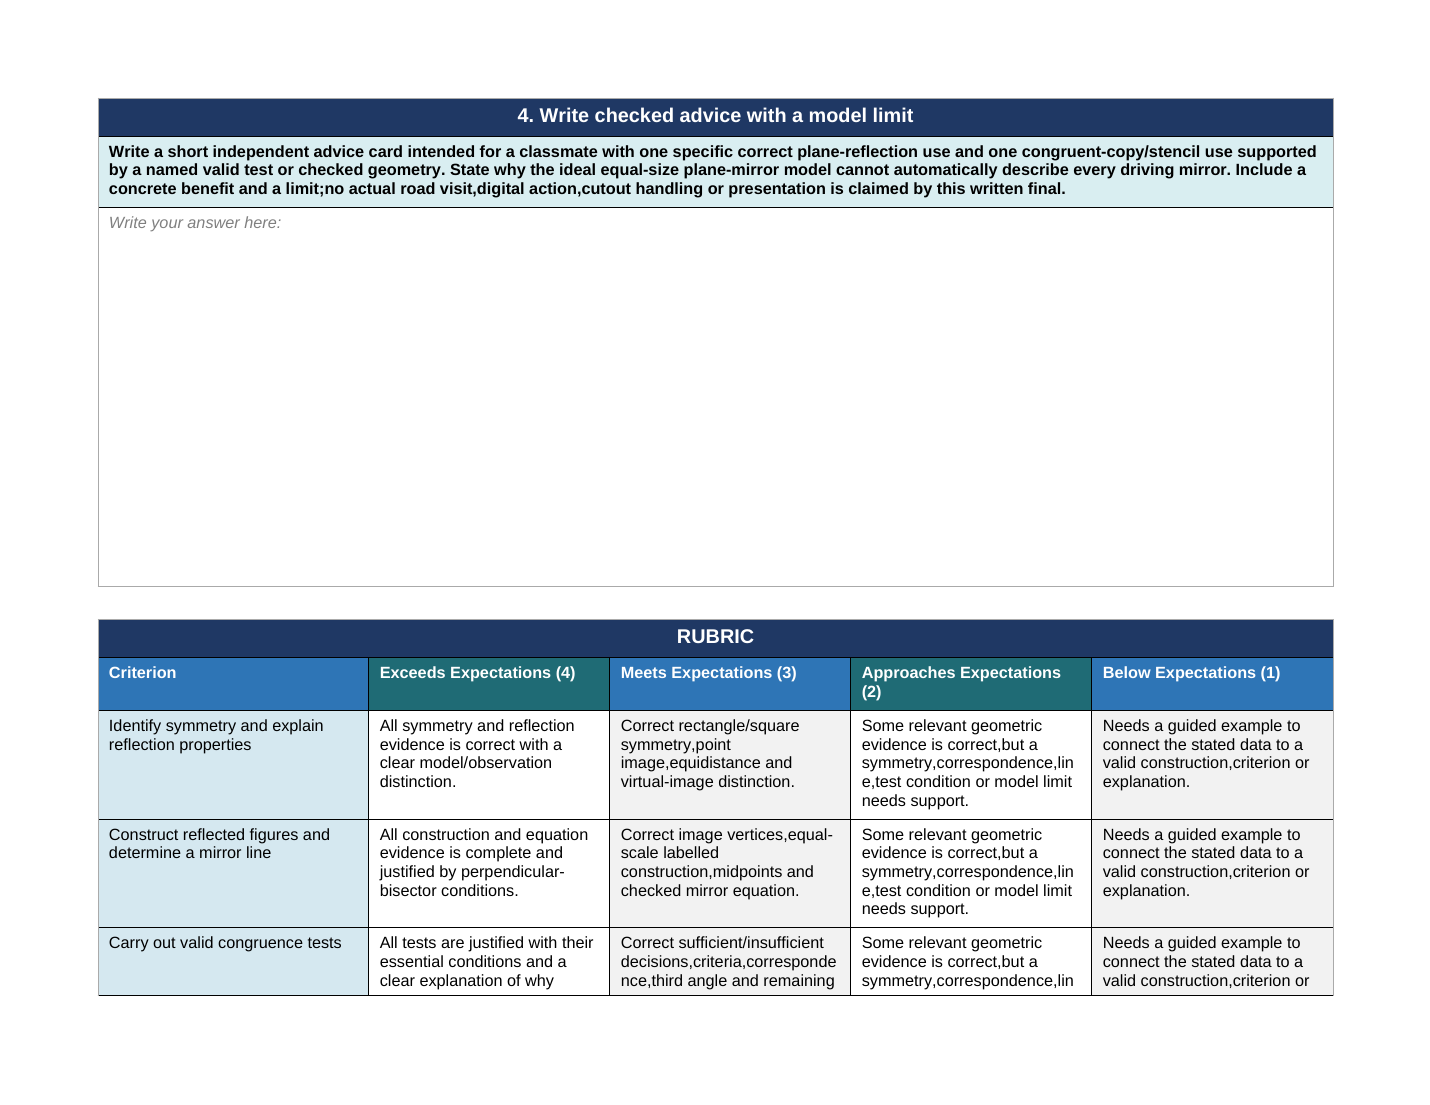 4. Write checked advice with a model limit
Write a short independent advice card intended for a classmate with one specific correct plane-reflection use and one congruent-copy/stencil use supported
by a named valid test or checked geometry. State why the ideal equal-size plane-mirror model cannot automatically describe every driving mirror. Include a
concrete benefit and a limit;no actual road visit,digital action,cutout handling or presentation is claimed by this written final.
Write your answer here:
RUBRIC
Criterion
Exceeds Expectations (4)
Meets Expectations (3)
Approaches Expectations
(2)
Below Expectations (1)
Identify symmetry and explain
reflection properties
All symmetry and reflection
evidence is correct with a
clear model/observation
distinction.
Correct rectangle/square
symmetry,point
image,equidistance and
virtual-image distinction.
Some relevant geometric
evidence is correct,but a
symmetry,correspondence,lin
e,test condition or model limit
needs support.
Needs a guided example to
connect the stated data to a
valid construction,criterion or
explanation.
Construct reflected figures and
determine a mirror line
All construction and equation
evidence is complete and
justified by perpendicular-
bisector conditions.
Correct image vertices,equal-
scale labelled
construction,midpoints and
checked mirror equation.
Some relevant geometric
evidence is correct,but a
symmetry,correspondence,lin
e,test condition or model limit
needs support.
Needs a guided example to
connect the stated data to a
valid construction,criterion or
explanation.
Carry out valid congruence tests
All tests are justified with their
essential conditions and a
clear explanation of why
Correct sufficient/insufficient
decisions,criteria,corresponde
nce,third angle and remaining
Some relevant geometric
evidence is correct,but a
symmetry,correspondence,lin
Needs a guided example to
connect the stated data to a
valid construction,criterion or